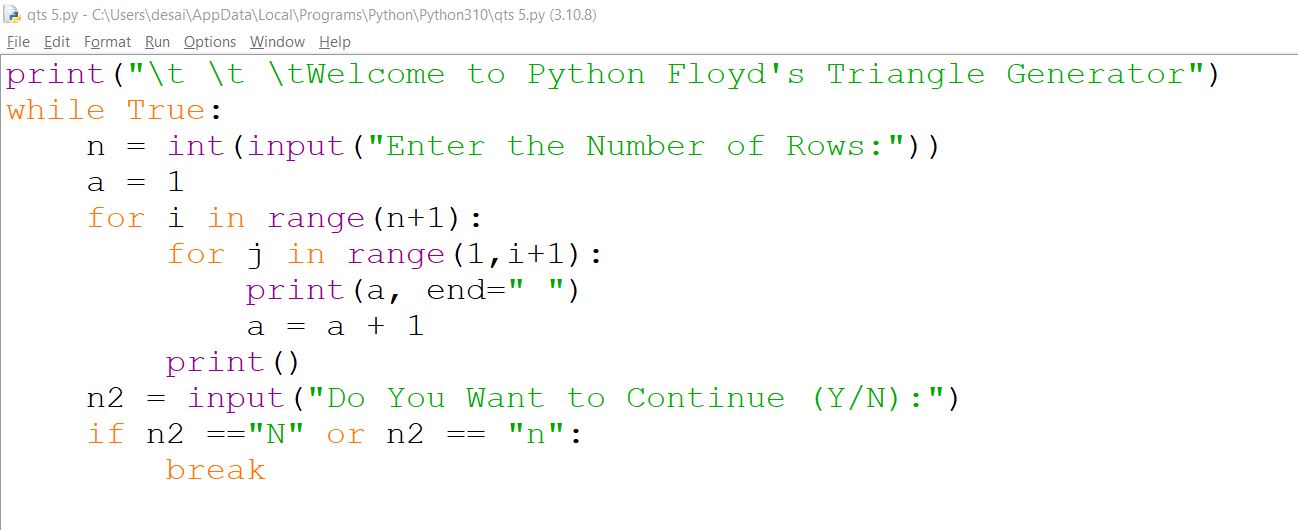 qts 5.py - C:\Users\desai\AppData\Local\Programs\Python\Python310\qts 5.py (3.10.8)
File Edit Format Run Options Window Help
print("\t \t \tWelcome to Python Floyd's Triangle Generator")
while True:
    n = int(input("Enter the Number of Rows:"))
    a = 1
    for i in range(n+1):
        for j in range(1,i+1):
            print(a, end=" ")
            a = a + 1
        print()
    n2 = input("Do You Want to Continue (Y/N):")
    if n2 =="N" or n2 == "n":
        break